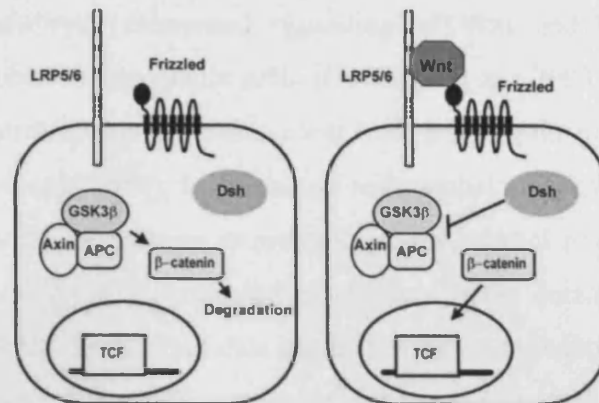 LRP5/6
Frizzled
Dsh
GSK3β
Axin
APC
β-catenin
Degradation
TCF
LRP5/6
Wnt
Frizzled
Dsh
GSK3β
Axin
APC
β-catenin
TCF